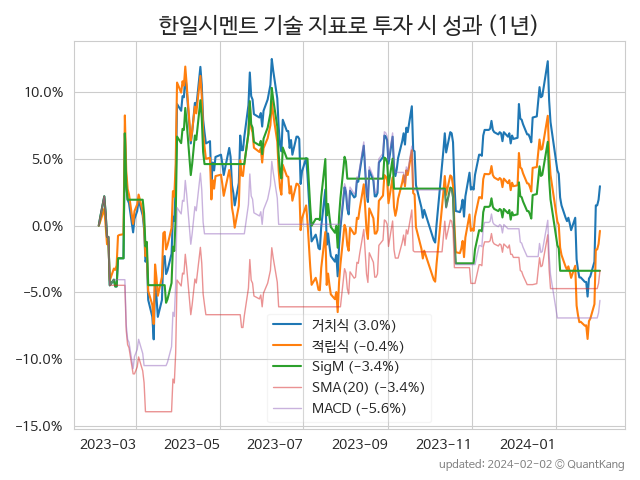 한일시멘트 기술 지표로 투자 시 성과 (1년)
10.0%
5.0%
0.0%
−5.0%
−10.0%
−15.0%
거치식 (3.0%)
적립식 (−0.4%)
SigM (−3.4%)
SMA(20) (−3.4%)
MACD (−5.6%)
2023-03 2023-05 2023-07 2023-09 2023-11 2024-01
updated: 2024-02-02 © QuantKang